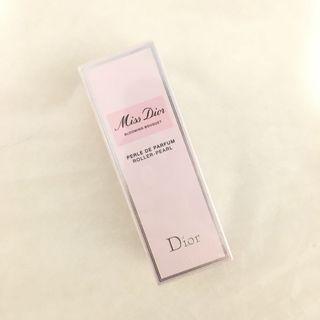 Miss Dior
BLOOMING BOUQUET
PERLE DE PARFUM
ROLLER-PEARL
Dior